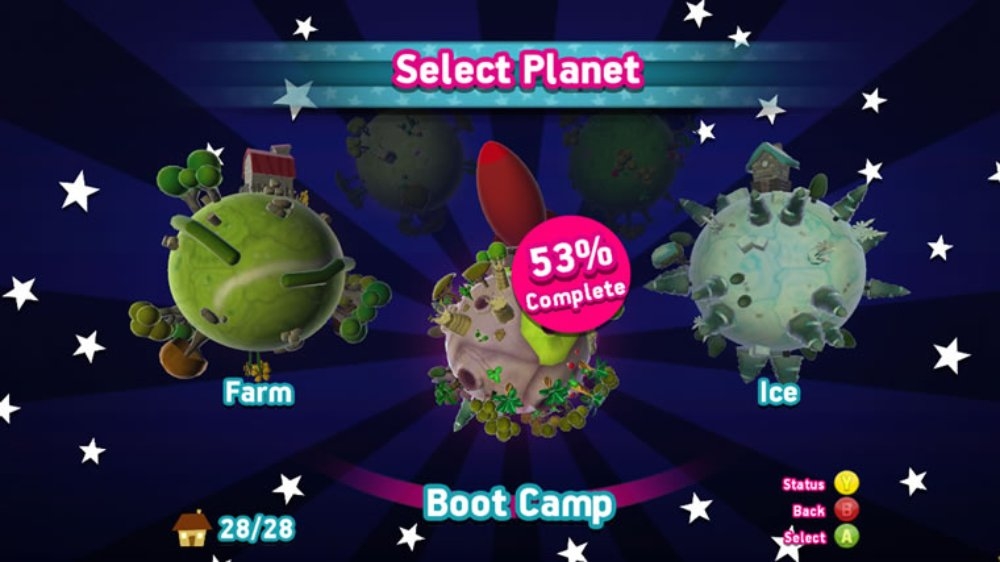 Select Planet
53%
Complete
Farm
Ice
Boot Camp
28/28
Status Y
Back B
Select A